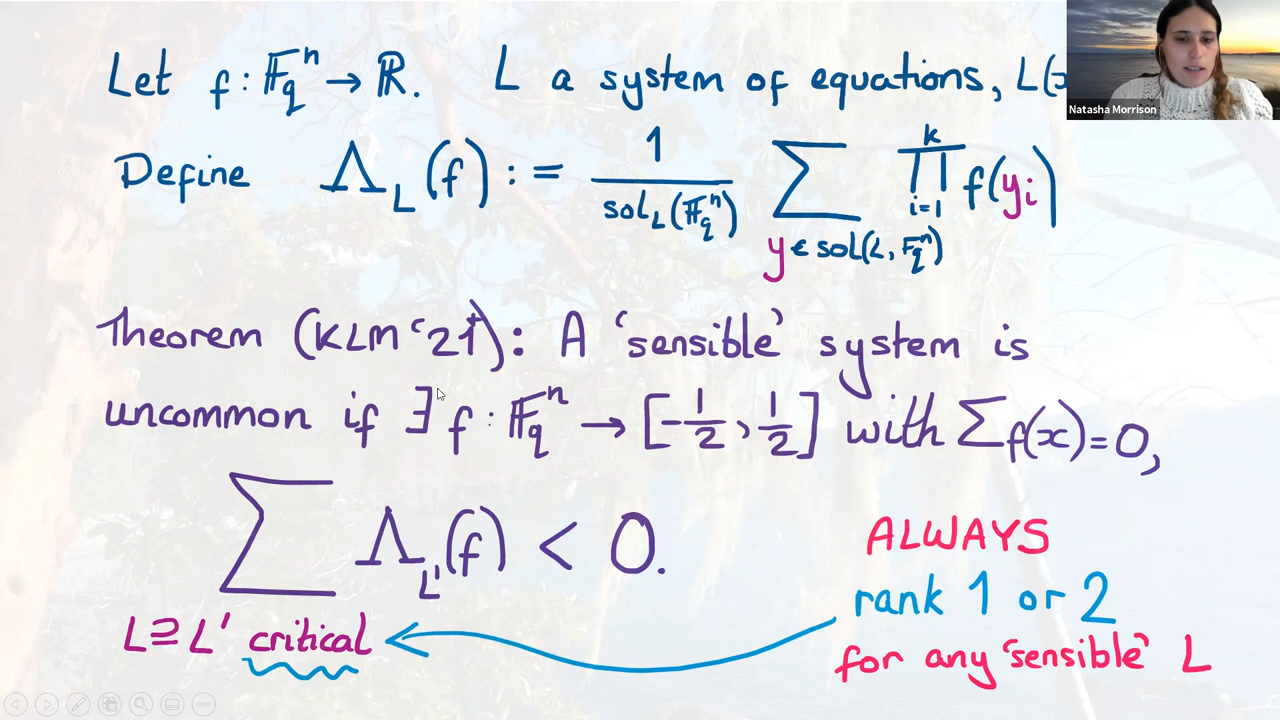 Let f : 𝔽_q^n → ℝ. L a system of equations, L(
Natasha Morrison
Define Λ_L(f) := 1/sol_L(𝔽_q^n) ∑_{y ∈ sol(L, 𝔽_q^n)} ∏_{i=1}^k f(y_i)
Theorem (KLM '21+): A 'sensible' system is
uncommon if ∃ f : 𝔽_q^n → [-1/2, 1/2] with ∑f(x) = 0,
∑_{L ⊇ L' critical} Λ_{L'}(f) < 0.
ALWAYS
rank 1 or 2
for any 'sensible' L